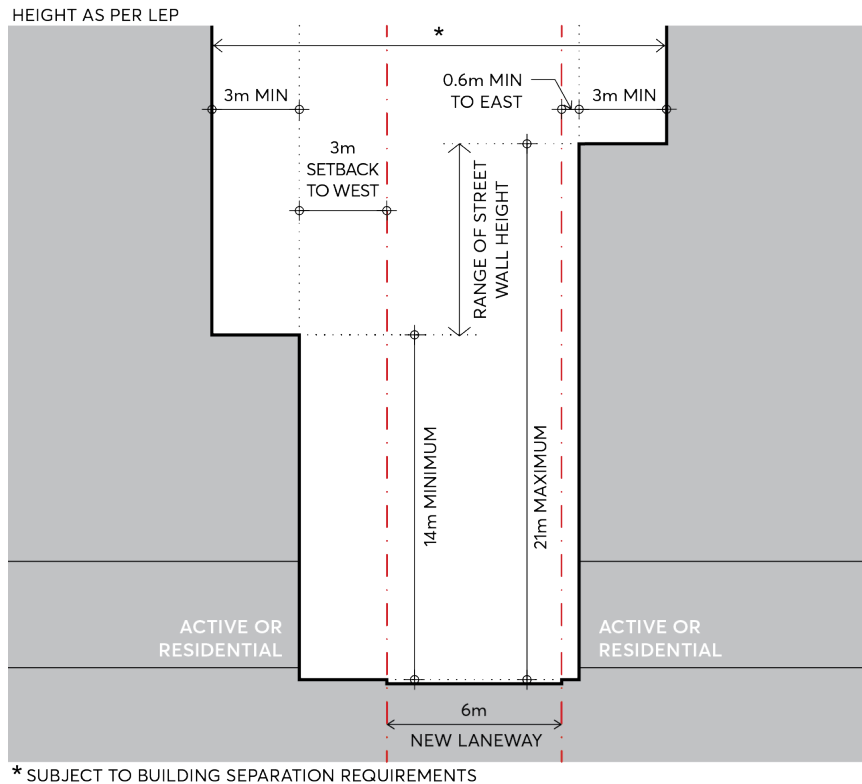 HEIGHT AS PER LEP
*
0.6m MIN
TO EAST
3m MIN
3m MIN
3m
SETBACK
TO WEST
RANGE OF STREET
WALL HEIGHT
14m MINIMUM
21m MAXIMUM
ACTIVE OR
RESIDENTIAL
ACTIVE OR
RESIDENTIAL
6m
NEW LANEWAY
* SUBJECT TO BUILDING SEPARATION REQUIREMENTS